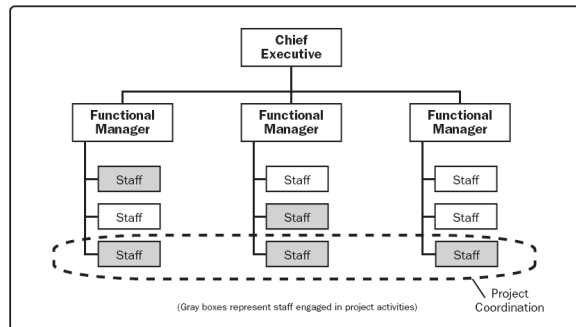 Chief
Executive
Functional
Manager
Functional
Manager
Functional
Manager
Staff
Staff
Staff
Staff
Staff
Staff
Staff
Staff
Staff
Project
Coordination
(Gray boxes represent staff engaged in project activities)